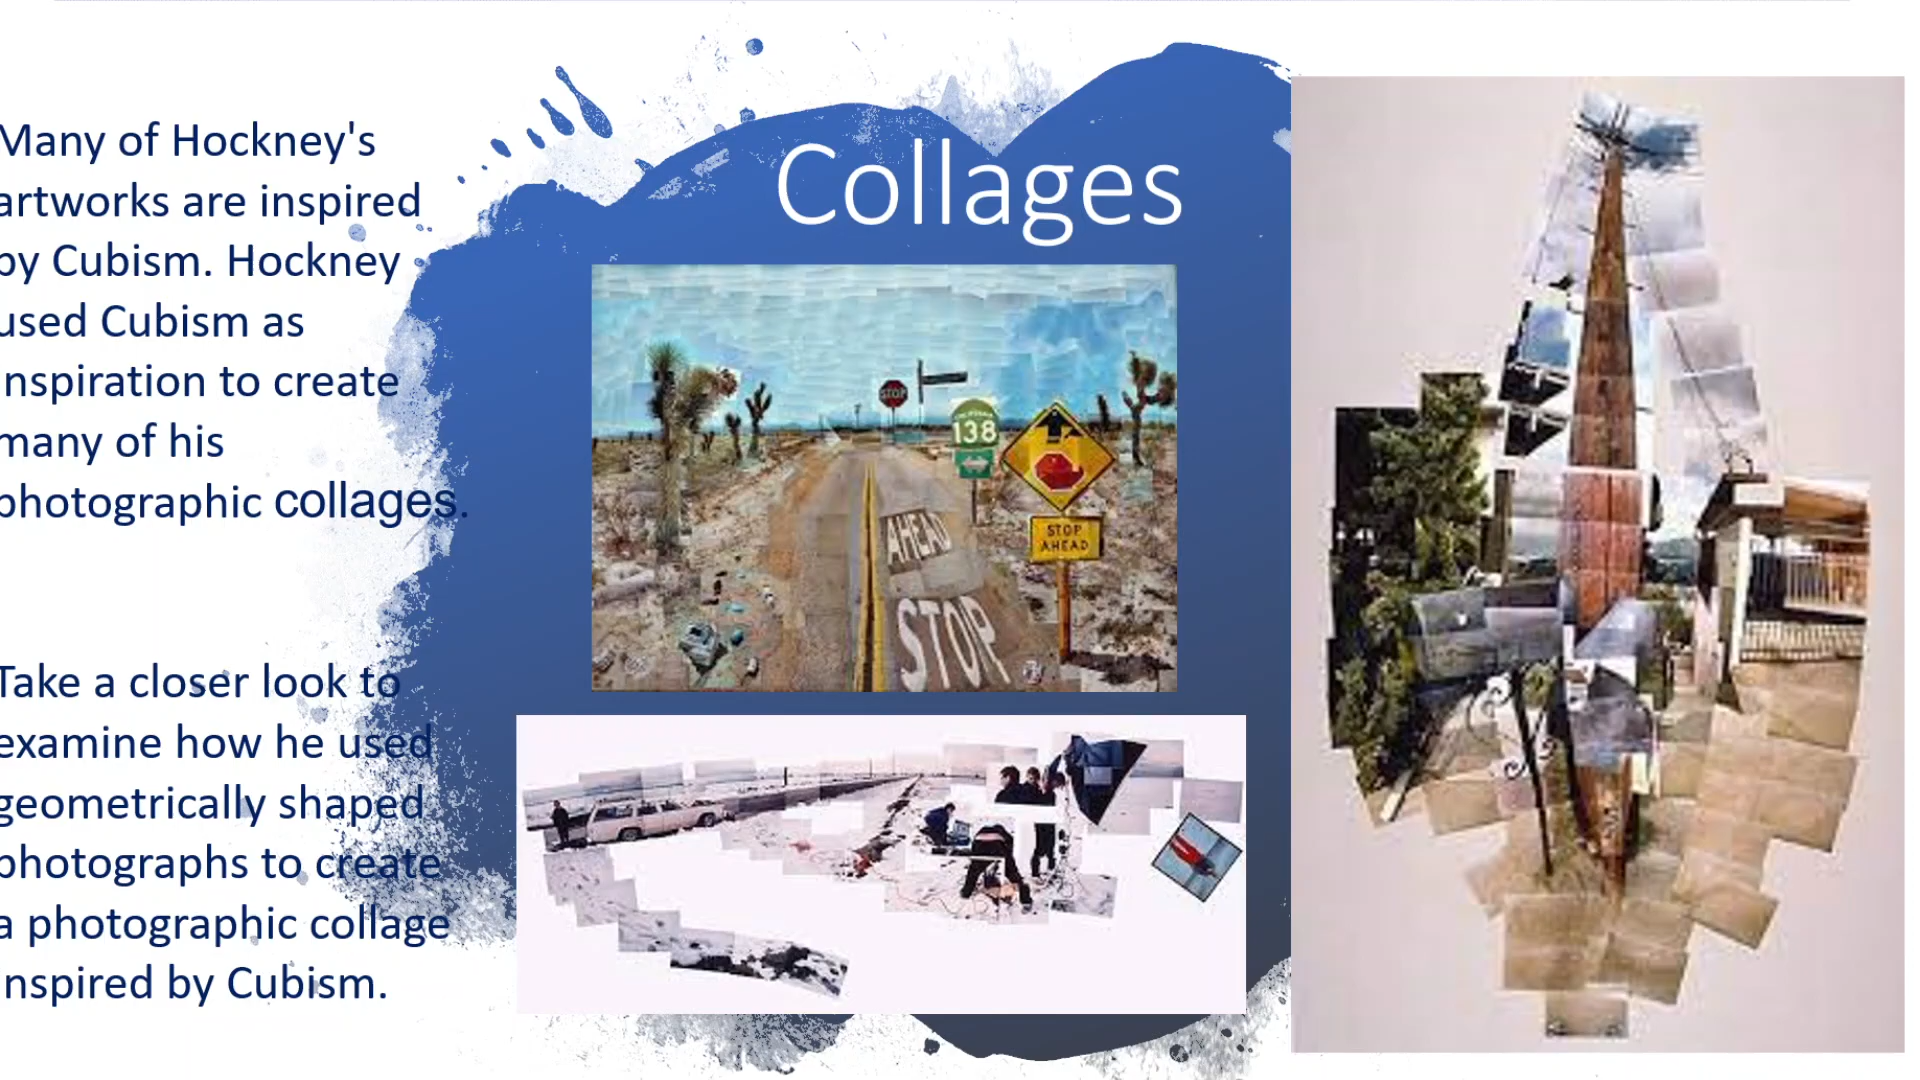 Many of Hockney's
artworks are inspired
by Cubism. Hockney
used Cubism as
nspiration to create
many of his
photographic collages.
Take a closer look to
examine how he used
geometrically shaped
photographs to create
a photographic collage
nspired by Cubism.
Collages
STOP
138
STOP
AHEAD
AHEAD
STOP